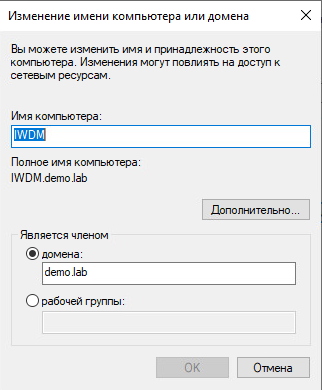 Изменение имени компьютера или домена
Вы можете изменить имя и принадлежность этого
компьютера. Изменения могут повлиять на доступ к
сетевым ресурсам.
Имя компьютера:
IWDM
Полное имя компьютера:
IWDM.demo.lab
Дополнительно...
Является членом
домена:
demo.lab
рабочей группы:
OK
Отмена